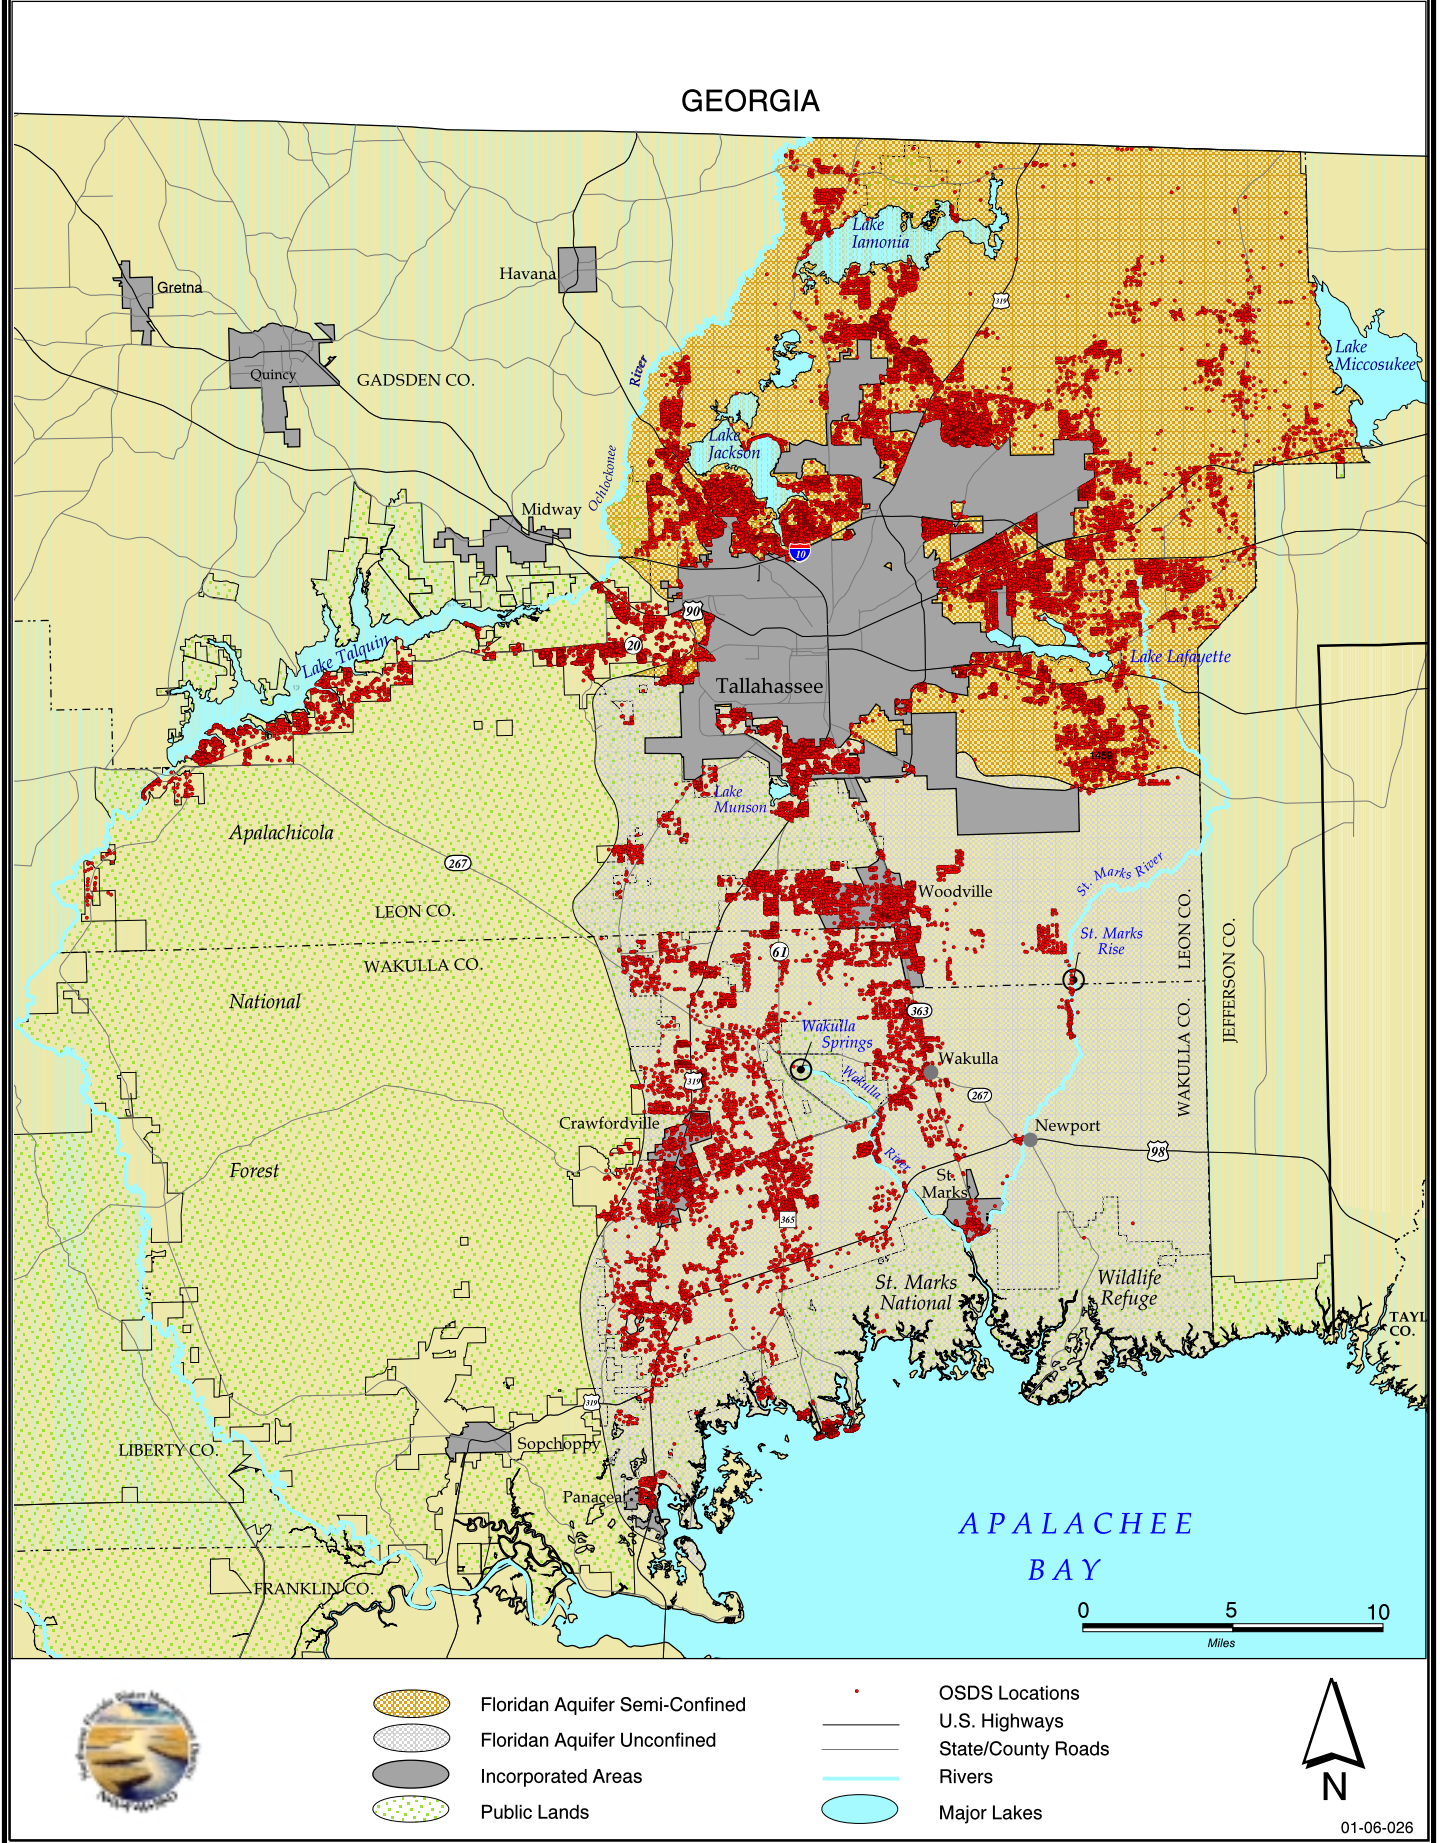 GEORGIA
Lake
Iamonia
Havana
Gretna
319
Lake
Miccosukee
River
Quincy
GADSDEN CO.
Lake
Jackson
Ochlockonee
Midway
10
90
20
Lake Talquin
Lake Lafayette
Tallahassee
1459
Lake
Munson
Apalachicola
267
St. Marks River
Woodville
LEON CO.
LEON CO.
St. Marks
Rise
61
WAKULLA CO.
JEFFERSON CO.
National
363
WAKULLA CO.
Wakulla
Springs
Wakulla
Wakulla
319
267
Crawfordville
Newport
98
Forest
River
St.
Marks
365
St. Marks
National
Wildlife
Refuge
TAYL
CO.
319
LIBERTY CO.
Sopchoppy
Panacea
APALACHEE
BAY
FRANKLIN CO.
0 5 10
Miles
Floridan Aquifer Semi-Confined
Floridan Aquifer Unconfined
Incorporated Areas
Public Lands
OSDS Locations
U.S. Highways
State/County Roads
Rivers
Major Lakes
N
01-06-026